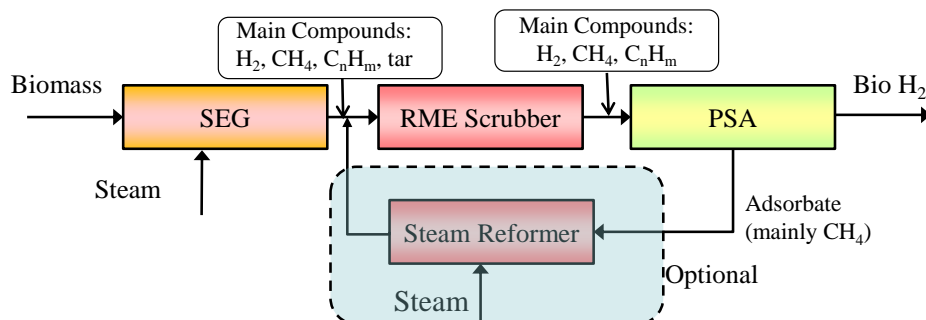 Main Compounds:
H₂, CH₄, CₙHₘ, tar
Main Compounds:
H₂, CH₄, CₙHₘ
Biomass
Bio H₂
SEG
RME Scrubber
PSA
Steam
Adsorbate
(mainly CH₄)
Steam Reformer
Optional
Steam